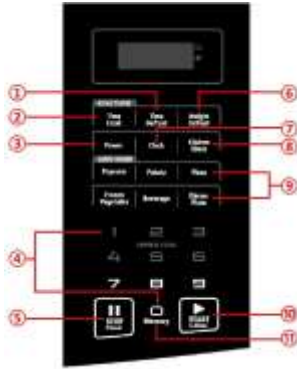 ① ⑥
② Time Cook Time Defrost Weight Defrost
⑦
③ Power Clock Kitchen Timer ⑧
Popcorn Potato Pizza
⑨
Frozen Vegetable Beverage Dinner Plate
1 2 3
④
4 5 6
7 8 9
⑤ STOP 0 START ⑩
Memory
⑪